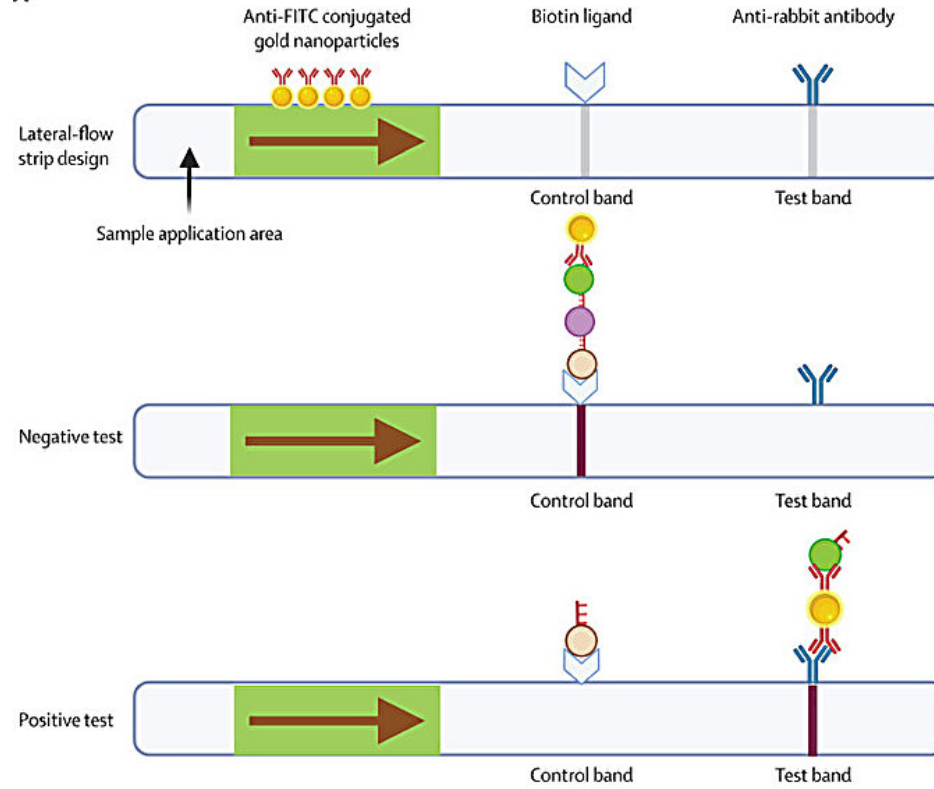 Anti-FITC conjugated
gold nanoparticles
Biotin ligand
Anti-rabbit antibody
Lateral-flow
strip design
Control band
Test band
Sample application area
Negative test
Control band
Test band
Positive test
Control band
Test band